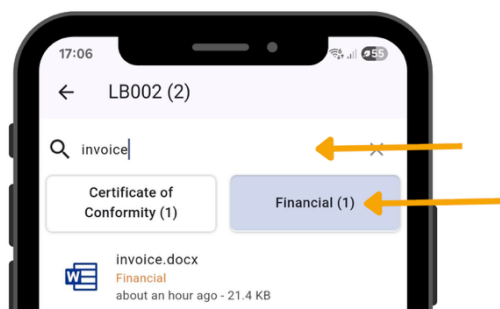 17:06
55
LB002 (2)
invoice
Certificate of
Conformity (1)
Financial (1)
W
invoice.docx
Financial
about an hour ago - 21.4 KB